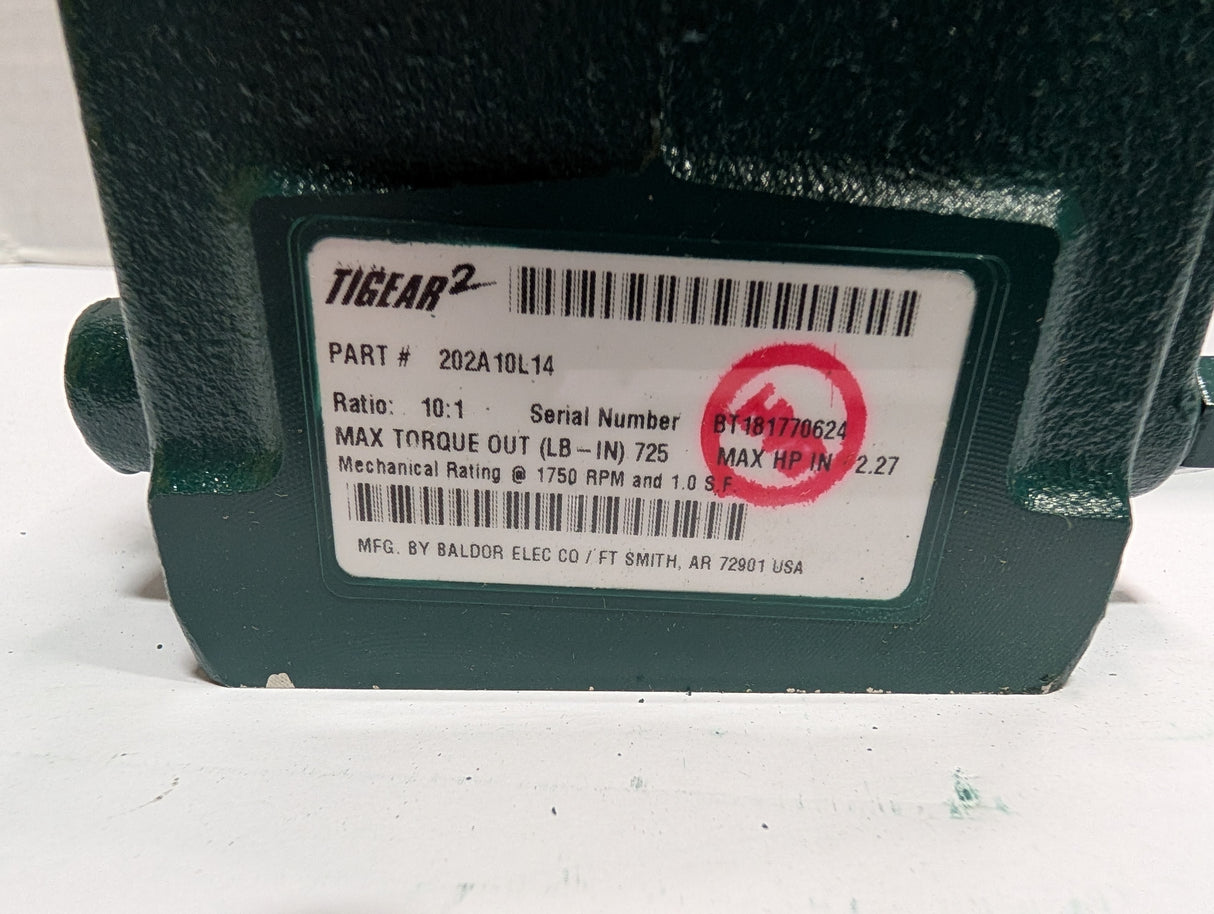 TIGEAR2
PART # 202A10L14
Ratio: 10:1 Serial Number BT181770624
MAX TORQUE OUT (LB-IN) 725 MAX HP IN 2.27
Mechanical Rating @ 1750 RPM and 1.0 S.F.
MFG. BY BALDOR ELEC CO / FT SMITH, AR 72901 USA